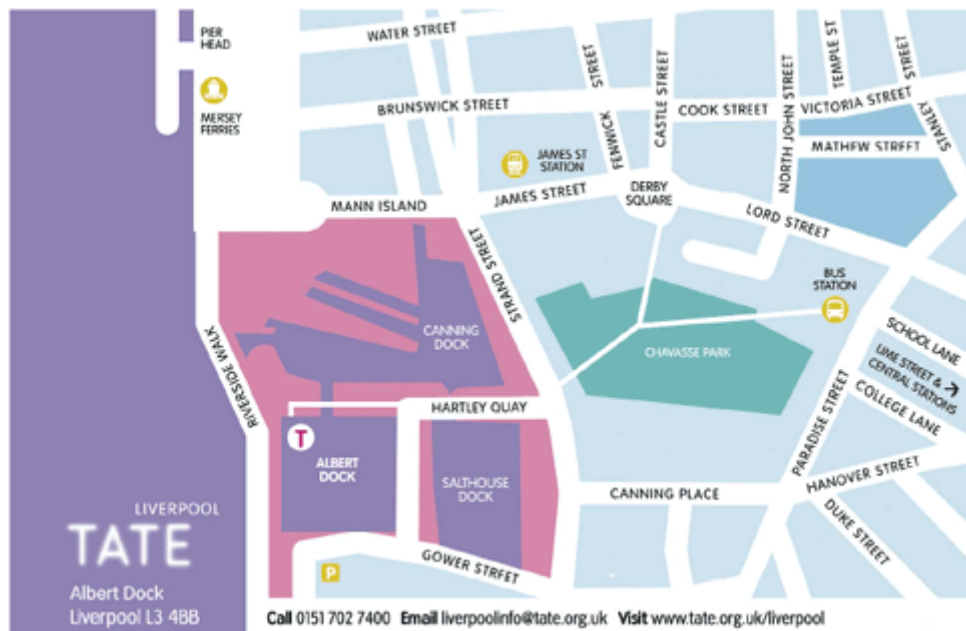 PIER
HEAD
MERSEY
FERRIES
WATER STREET
BRUNSWICK STREET
FENWICK STREET
CASTLE STREET
COOK STREET
NORTH JOHN STREET
TEMPLE ST
VICTORIA STREET
STANLEY STREET
MATHEW STREET
JAMES ST
STATION
JAMES STREET
DERBY
SQUARE
LORD STREET
MANN ISLAND
STRAND STREET
BUS
STATION
CANNING
DOCK
CHAVASSE PARK
SCHOOL LANE
LIME STREET &
CENTRAL STATIONS
COLLEGE LANE
RIVERSIDE WALK
HARTLEY QUAY
PARADISE STREET
T
ALBERT
DOCK
SALTHOUSE
DOCK
CANNING PLACE
HANOVER STREET
DUKE STREET
GOWER STREET
P
LIVERPOOL
TATE
Albert Dock
Liverpool L3 4BB
Call 0151 702 7400 Email liverpoolinfo@tate.org.uk Visit www.tate.org.uk/liverpool